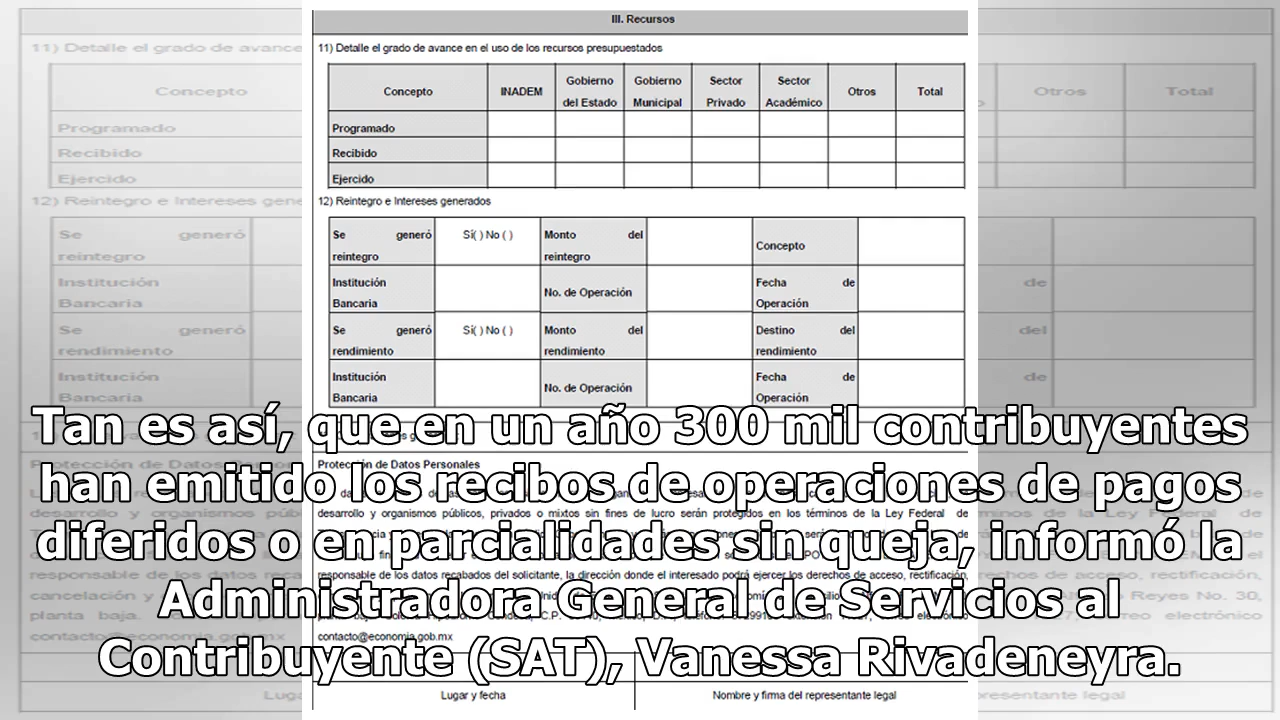 III. Recursos
11) Detalle el grado de avance en el uso de los recursos presupuestados
Concepto INADEM Gobierno del Estado Gobierno Municipal Sector Privado Sector Académico Otros Total
Programado
Recibido
Ejercido
12) Reintegro e Intereses generados
Se generó reintegro Sí( ) No ( ) Monto del reintegro Concepto
Institución Bancaria No. de Operación Fecha de Operación
Se generó rendimiento Sí( ) No ( ) Monto del rendimiento Destino del rendimiento
Institución Bancaria No. de Operación Fecha de Operación
Tan es así, que en un año 300 mil contribuyentes
Protección de Datos Personales
han emitido los recibos de operaciones de pagos
desarrollo y organismos públicos, privados o mixtos sin fines de lucro serán protegidos en los términos de la Ley Federal de
diferidos o en parcialidades sin queja, informó la
responsable de los datos recabados del solicitante, la dirección donde el interesado podrá ejercer los derechos de acceso, rectificación,
Administradora General de Servicios al
contacto@economia.gob.mx
Contribuyente (SAT), Vanessa Rivadeneyra.
Lugar y fecha Nombre y firma del representante legal